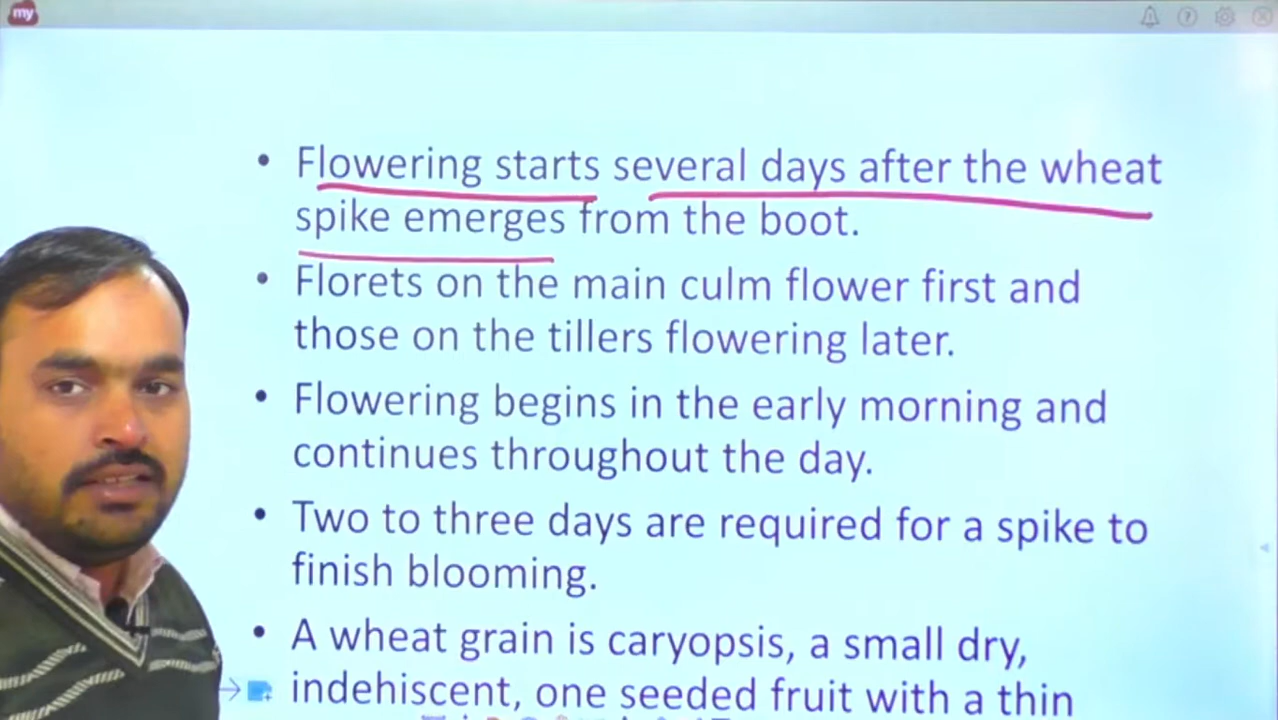 my
• Flowering starts several days after the wheat
spike emerges from the boot.
• Florets on the main culm flower first and
those on the tillers flowering later.
• Flowering begins in the early morning and
continues throughout the day.
• Two to three days are required for a spike to
finish blooming.
• A wheat grain is caryopsis, a small dry,
indehiscent, one seeded fruit with a thin